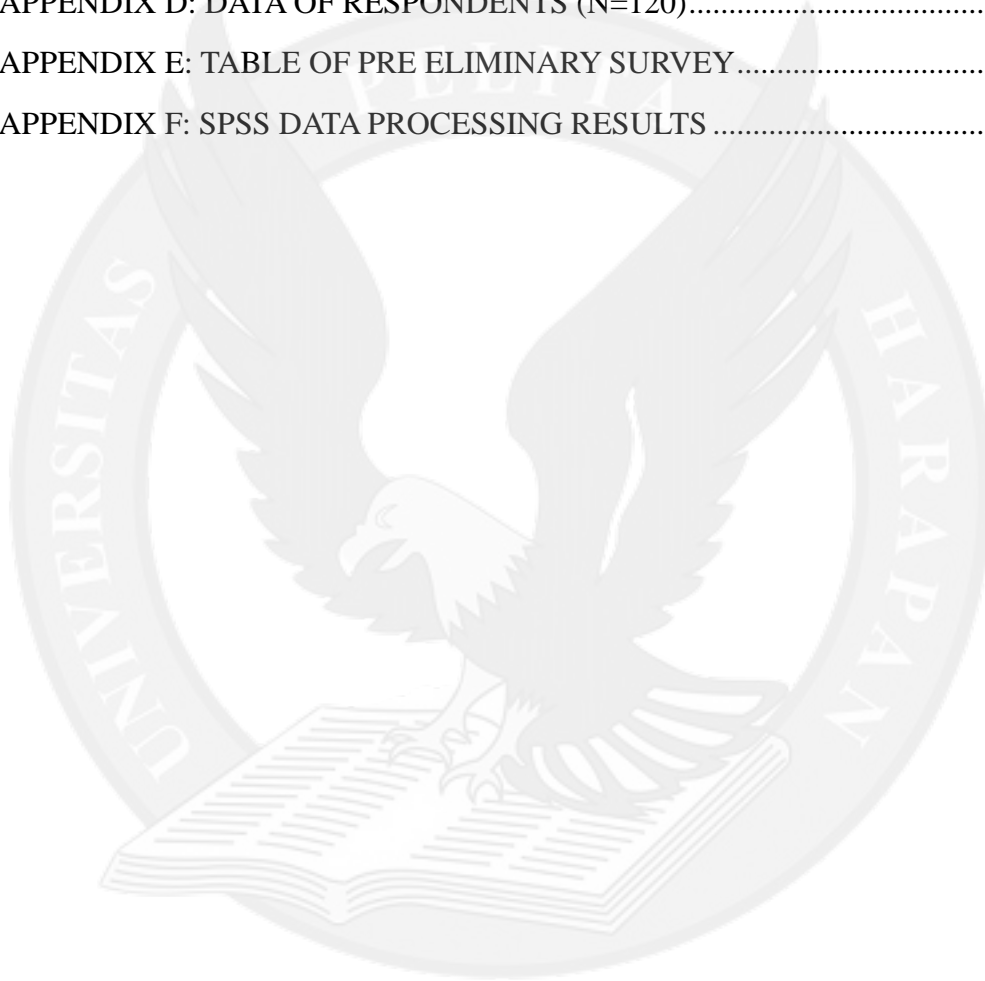 APPENDIX D: DATA OF RESPONDENTS (N=120)..................................
APPENDIX E: TABLE OF PRE ELIMINARY SURVEY............................
APPENDIX F: SPSS DATA PROCESSING RESULTS ...............................
UNIVERSITAS PELITA HARAPAN